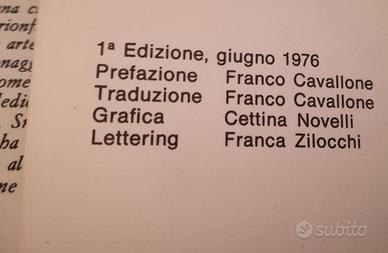 1ª Edizione, giugno 1976
Prefazione Franco Cavallone
Traduzione Franco Cavallone
Grafica Cettina Novelli
Lettering Franca Zilocchi
subito